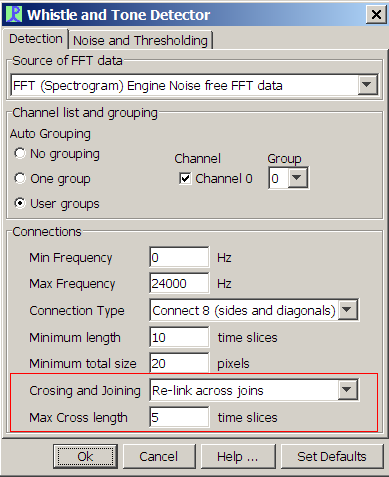 Whistle and Tone Detector
Detection Noise and Thresholding
Source of FFT data
FFT (Spectrogram) Engine Noise free FFT data
Channel list and grouping
Auto Grouping
No grouping Channel Group
One group Channel 0 0
User groups
Connections
Min Frequency 0 Hz
Max Frequency 24000 Hz
Connection Type Connect 8 (sides and diagonals)
Minimum length 10 time slices
Minimum total size 20 pixels
Crosing and Joining Re-link across joins
Max Cross length 5 time slices
Ok Cancel Help ... Set Defaults